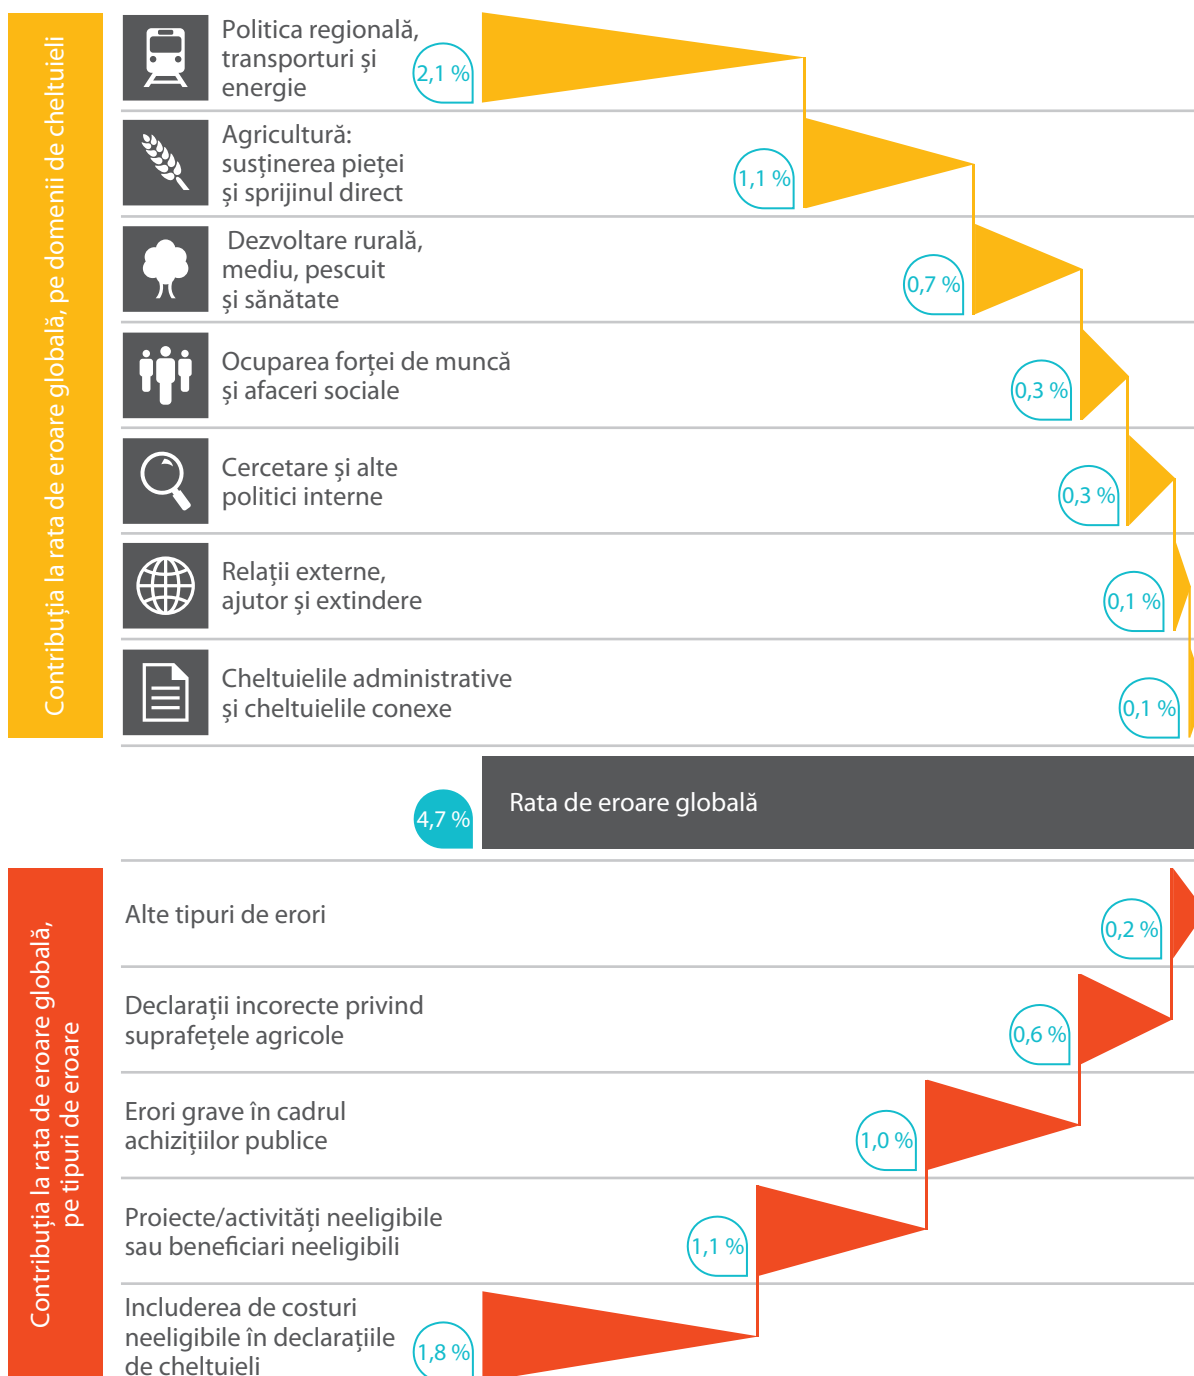 Contribuția la rata de eroare globală, pe domenii de cheltuieli
Politica regională,
transporturi și
energie
2,1 %
Agricultură:
susținerea pieței
și sprijinul direct
1,1 %
Dezvoltare rurală,
mediu, pescuit
și sănătate
0,7 %
Ocuparea forței de muncă
și afaceri sociale
0,3 %
Cercetare și alte
politici interne
0,3 %
Relații externe,
ajutor și extindere
0,1 %
Cheltuielile administrative
și cheltuielile conexe
0,1 %
4,7 %
Rata de eroare globală
Contribuția la rata de eroare globală,
pe tipuri de eroare
Alte tipuri de erori
0,2 %
Declarații incorecte privind
suprafețele agricole
0,6 %
Erori grave în cadrul
achizițiilor publice
1,0 %
Proiecte/activități neeligibile
sau beneficiari neeligibili
1,1 %
Includerea de costuri
neeligibile în declarațiile
de cheltuieli
1,8 %